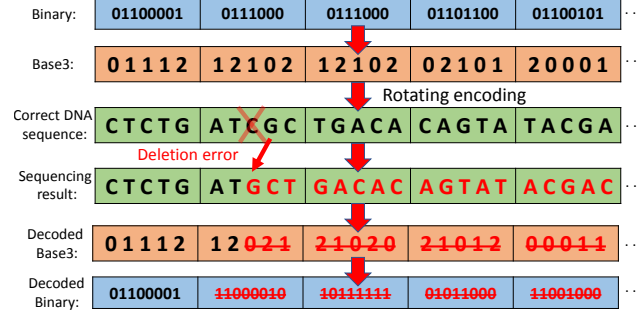 Binary: 01100001 0111000 0111000 01101100 01100101 . .
Base3: 0 1 1 1 2 1 2 1 0 2 1 2 1 0 2 0 2 1 0 1 2 0 0 0 1 . .
Rotating encoding
Correct DNA sequence: C T C T G A T C G C T G A C A C A G T A T A C G A . .
Deletion error
Sequencing result: C T C T G A T G C T G A C A C A G T A T A C G A C . .
Decoded Base3: 0 1 1 1 2 1 2 0 2 1 2 1 0 2 0 2 1 0 1 2 0 0 0 1 1 . .
Decoded Binary: 01100001 11000010 10111111 01011000 11001000 . .